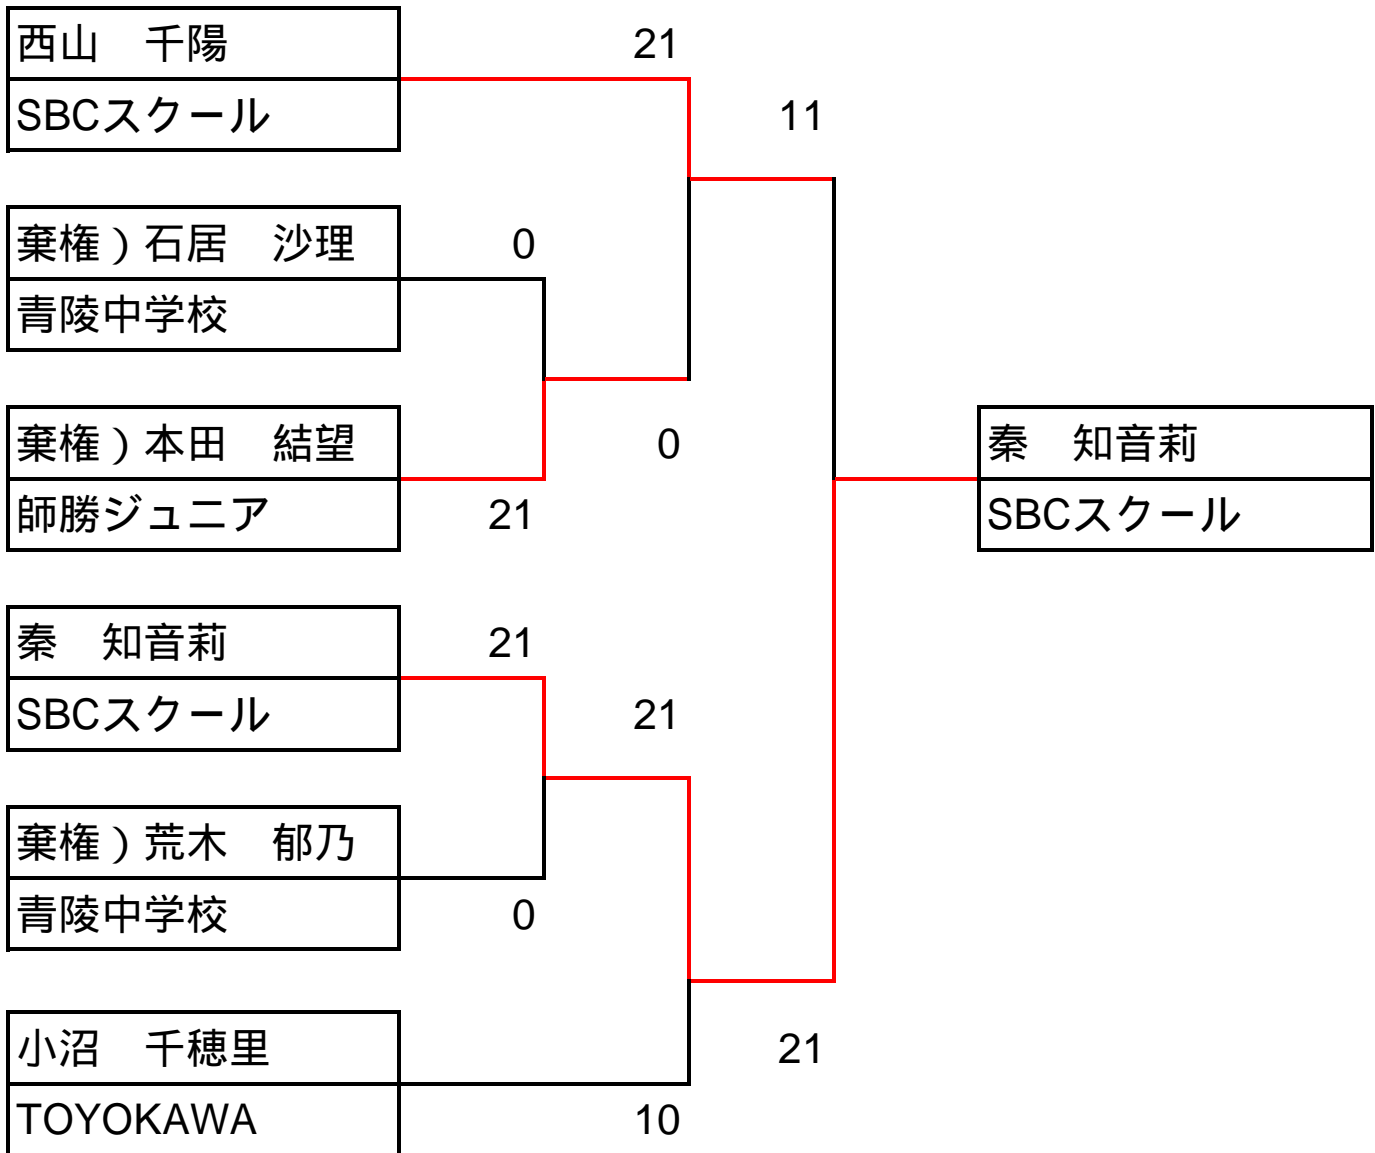 西山　千陽
21
SBCスクール
11
棄権）石居　沙理
0
青陵中学校
棄権）本田　結望
0
秦　知音莉
師勝ジュニア
21
SBCスクール
秦　知音莉
21
SBCスクール
21
棄権）荒木　郁乃
青陵中学校
0
小沼　千穂里
21
TOYOKAWA
10